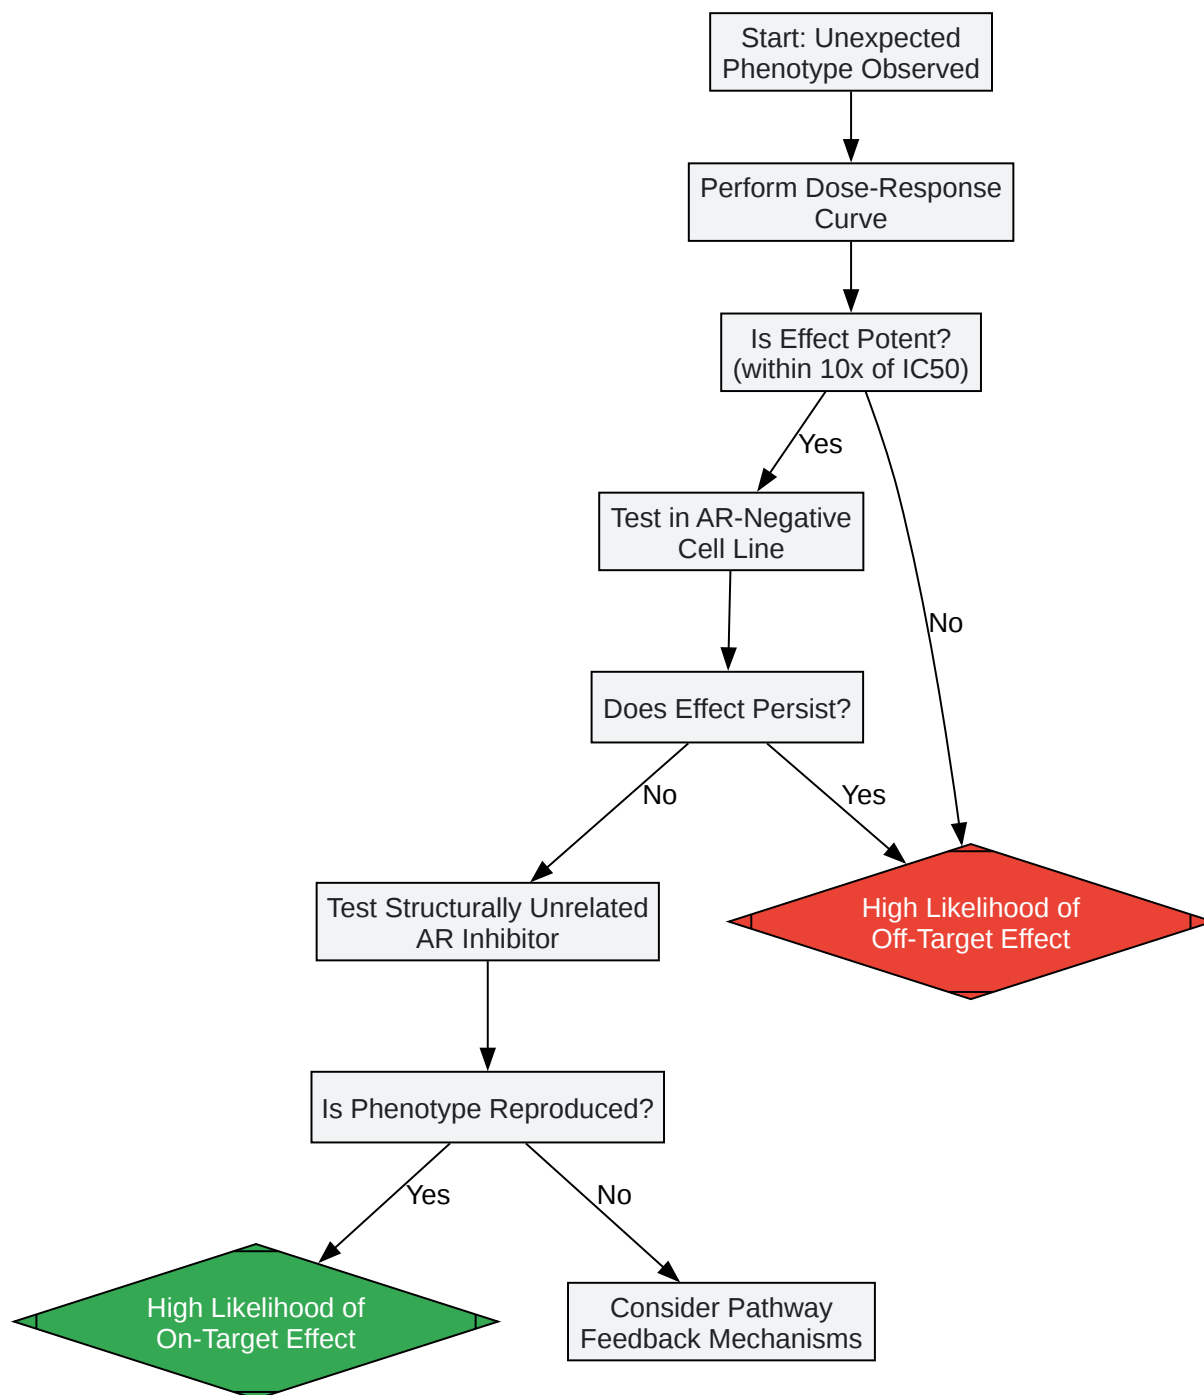 Start: Unexpected
Phenotype Observed
Perform Dose-Response
Curve
Is Effect Potent?
(within 10x of IC50)
Yes
Test in AR-Negative
Cell Line
No
Does Effect Persist?
No
Yes
Test Structurally Unrelated
AR Inhibitor
High Likelihood of
Off-Target Effect
Is Phenotype Reproduced?
Yes
No
High Likelihood of
On-Target Effect
Consider Pathway
Feedback Mechanisms